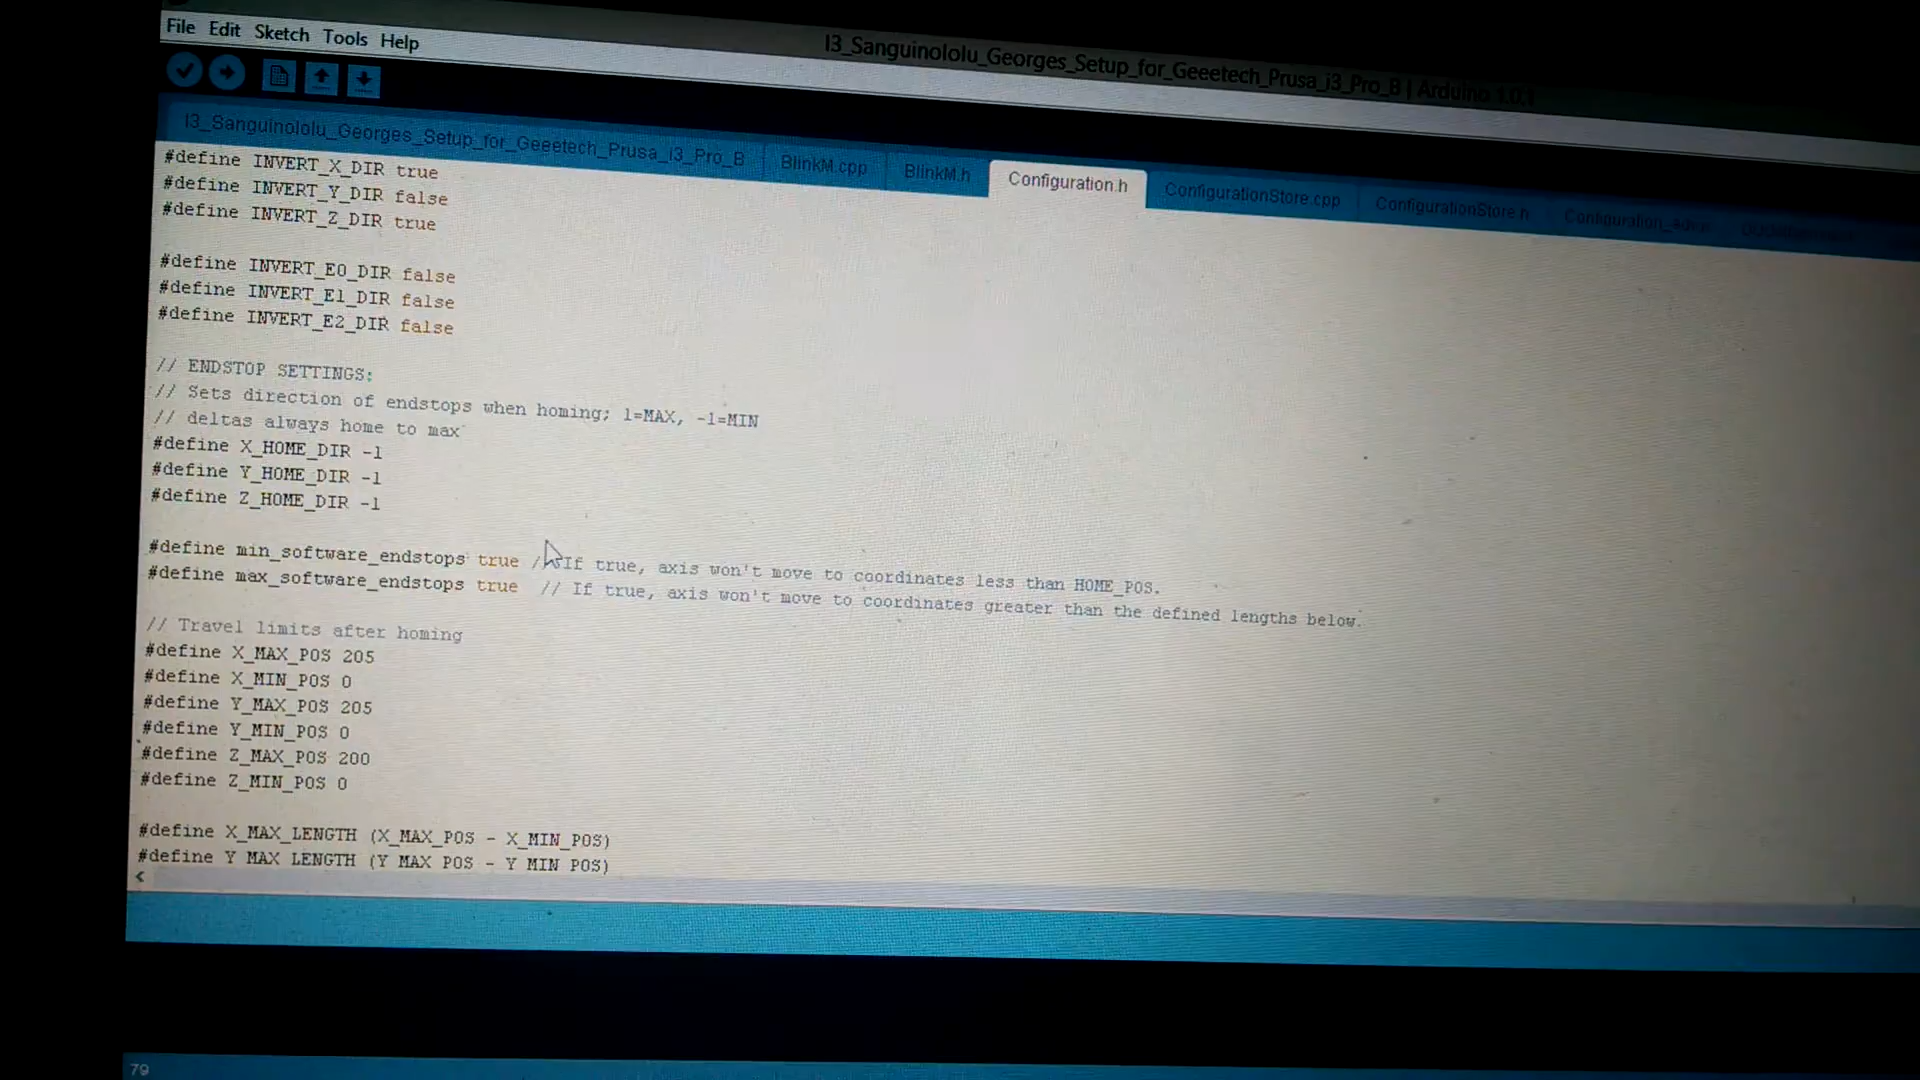 File Edit Sketch Tools Help
I3_Sanguinololu_Georges_Setup_for_Geeetech_Prusa_i3_Pro_B | Arduino 1.0.1
I3_Sanguinololu_Georges_Setup_for_Geeetech_Prusa_i3_Pro_B BlinkM.cpp BlinkM.h Configuration.h ConfigurationStore.cpp ConfigurationStore.h Configuration_adv.h
#define INVERT_X_DIR true
#define INVERT_Y_DIR false
#define INVERT_Z_DIR true
#define INVERT_E0_DIR false
#define INVERT_E1_DIR false
#define INVERT_E2_DIR false
// ENDSTOP SETTINGS:
// Sets direction of endstops when homing; 1=MAX, -1=MIN
// deltas always home to max
#define X_HOME_DIR -1
#define Y_HOME_DIR -1
#define Z_HOME_DIR -1
#define min_software_endstops true // If true, axis won't move to coordinates less than HOME_POS.
#define max_software_endstops true // If true, axis won't move to coordinates greater than the defined lengths below.
// Travel limits after homing
#define X_MAX_POS 205
#define X_MIN_POS 0
#define Y_MAX_POS 205
#define Y_MIN_POS 0
#define Z_MAX_POS 200
#define Z_MIN_POS 0
#define X_MAX_LENGTH (X_MAX_POS - X_MIN_POS)
#define Y_MAX_LENGTH (Y_MAX_POS - Y_MIN_POS)
79